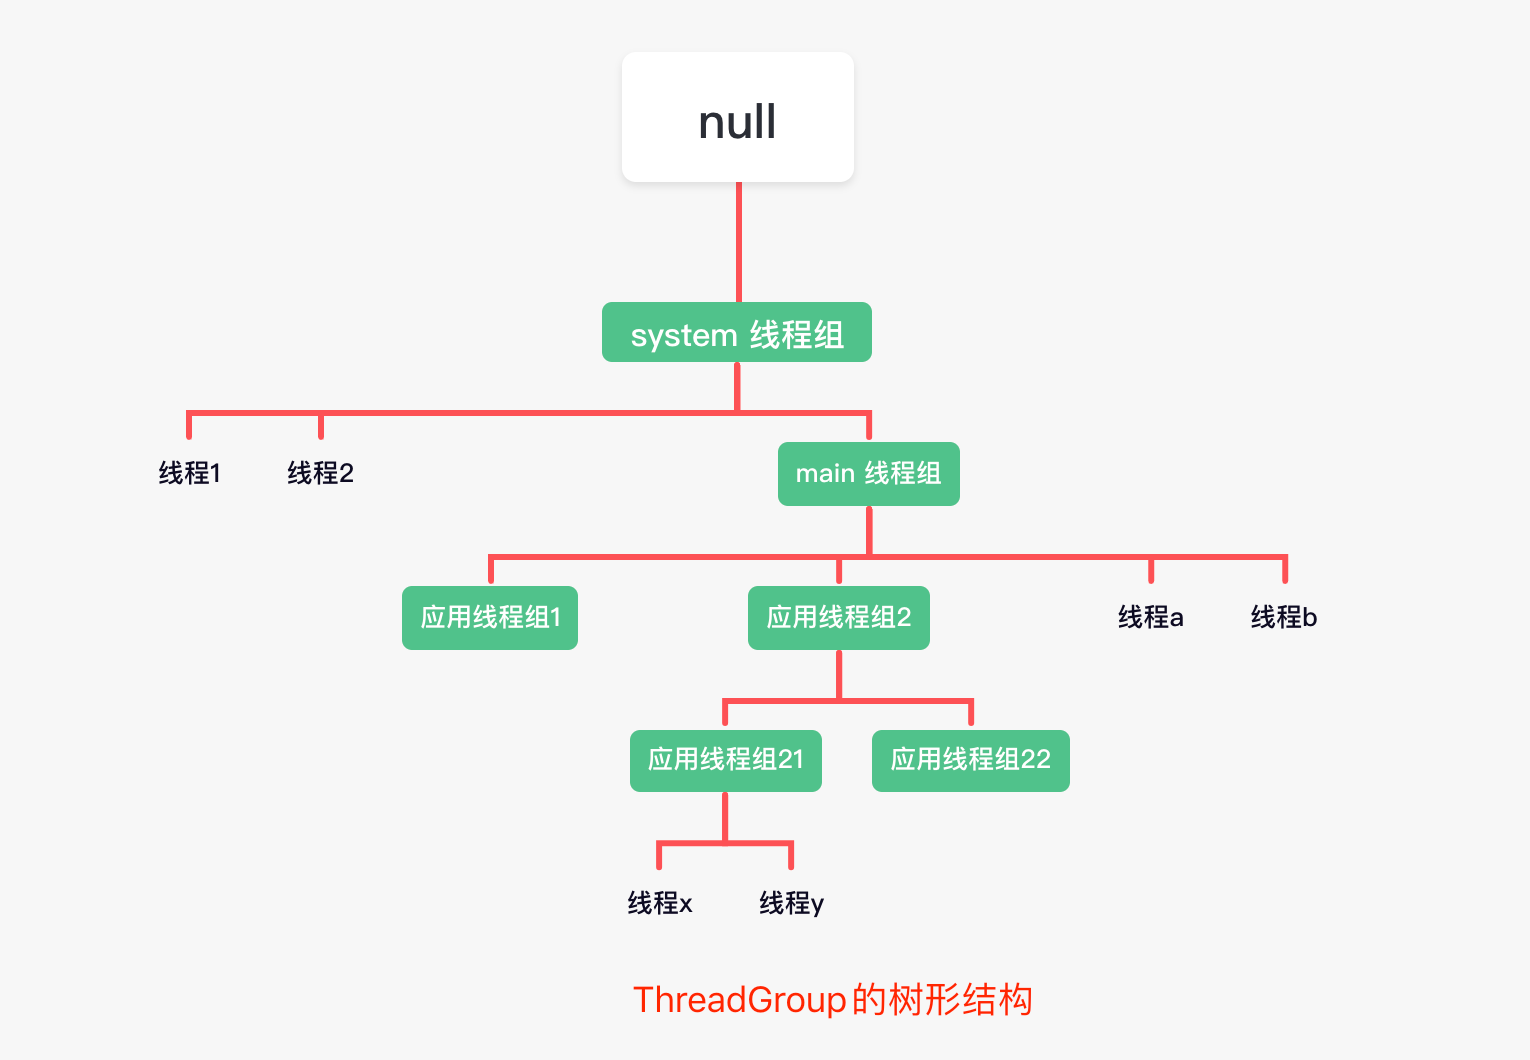 null
system 线程组
线程1
线程2
main 线程组
应用线程组1
应用线程组2
线程a
线程b
应用线程组21
应用线程组22
线程x
线程y
ThreadGroup的树形结构